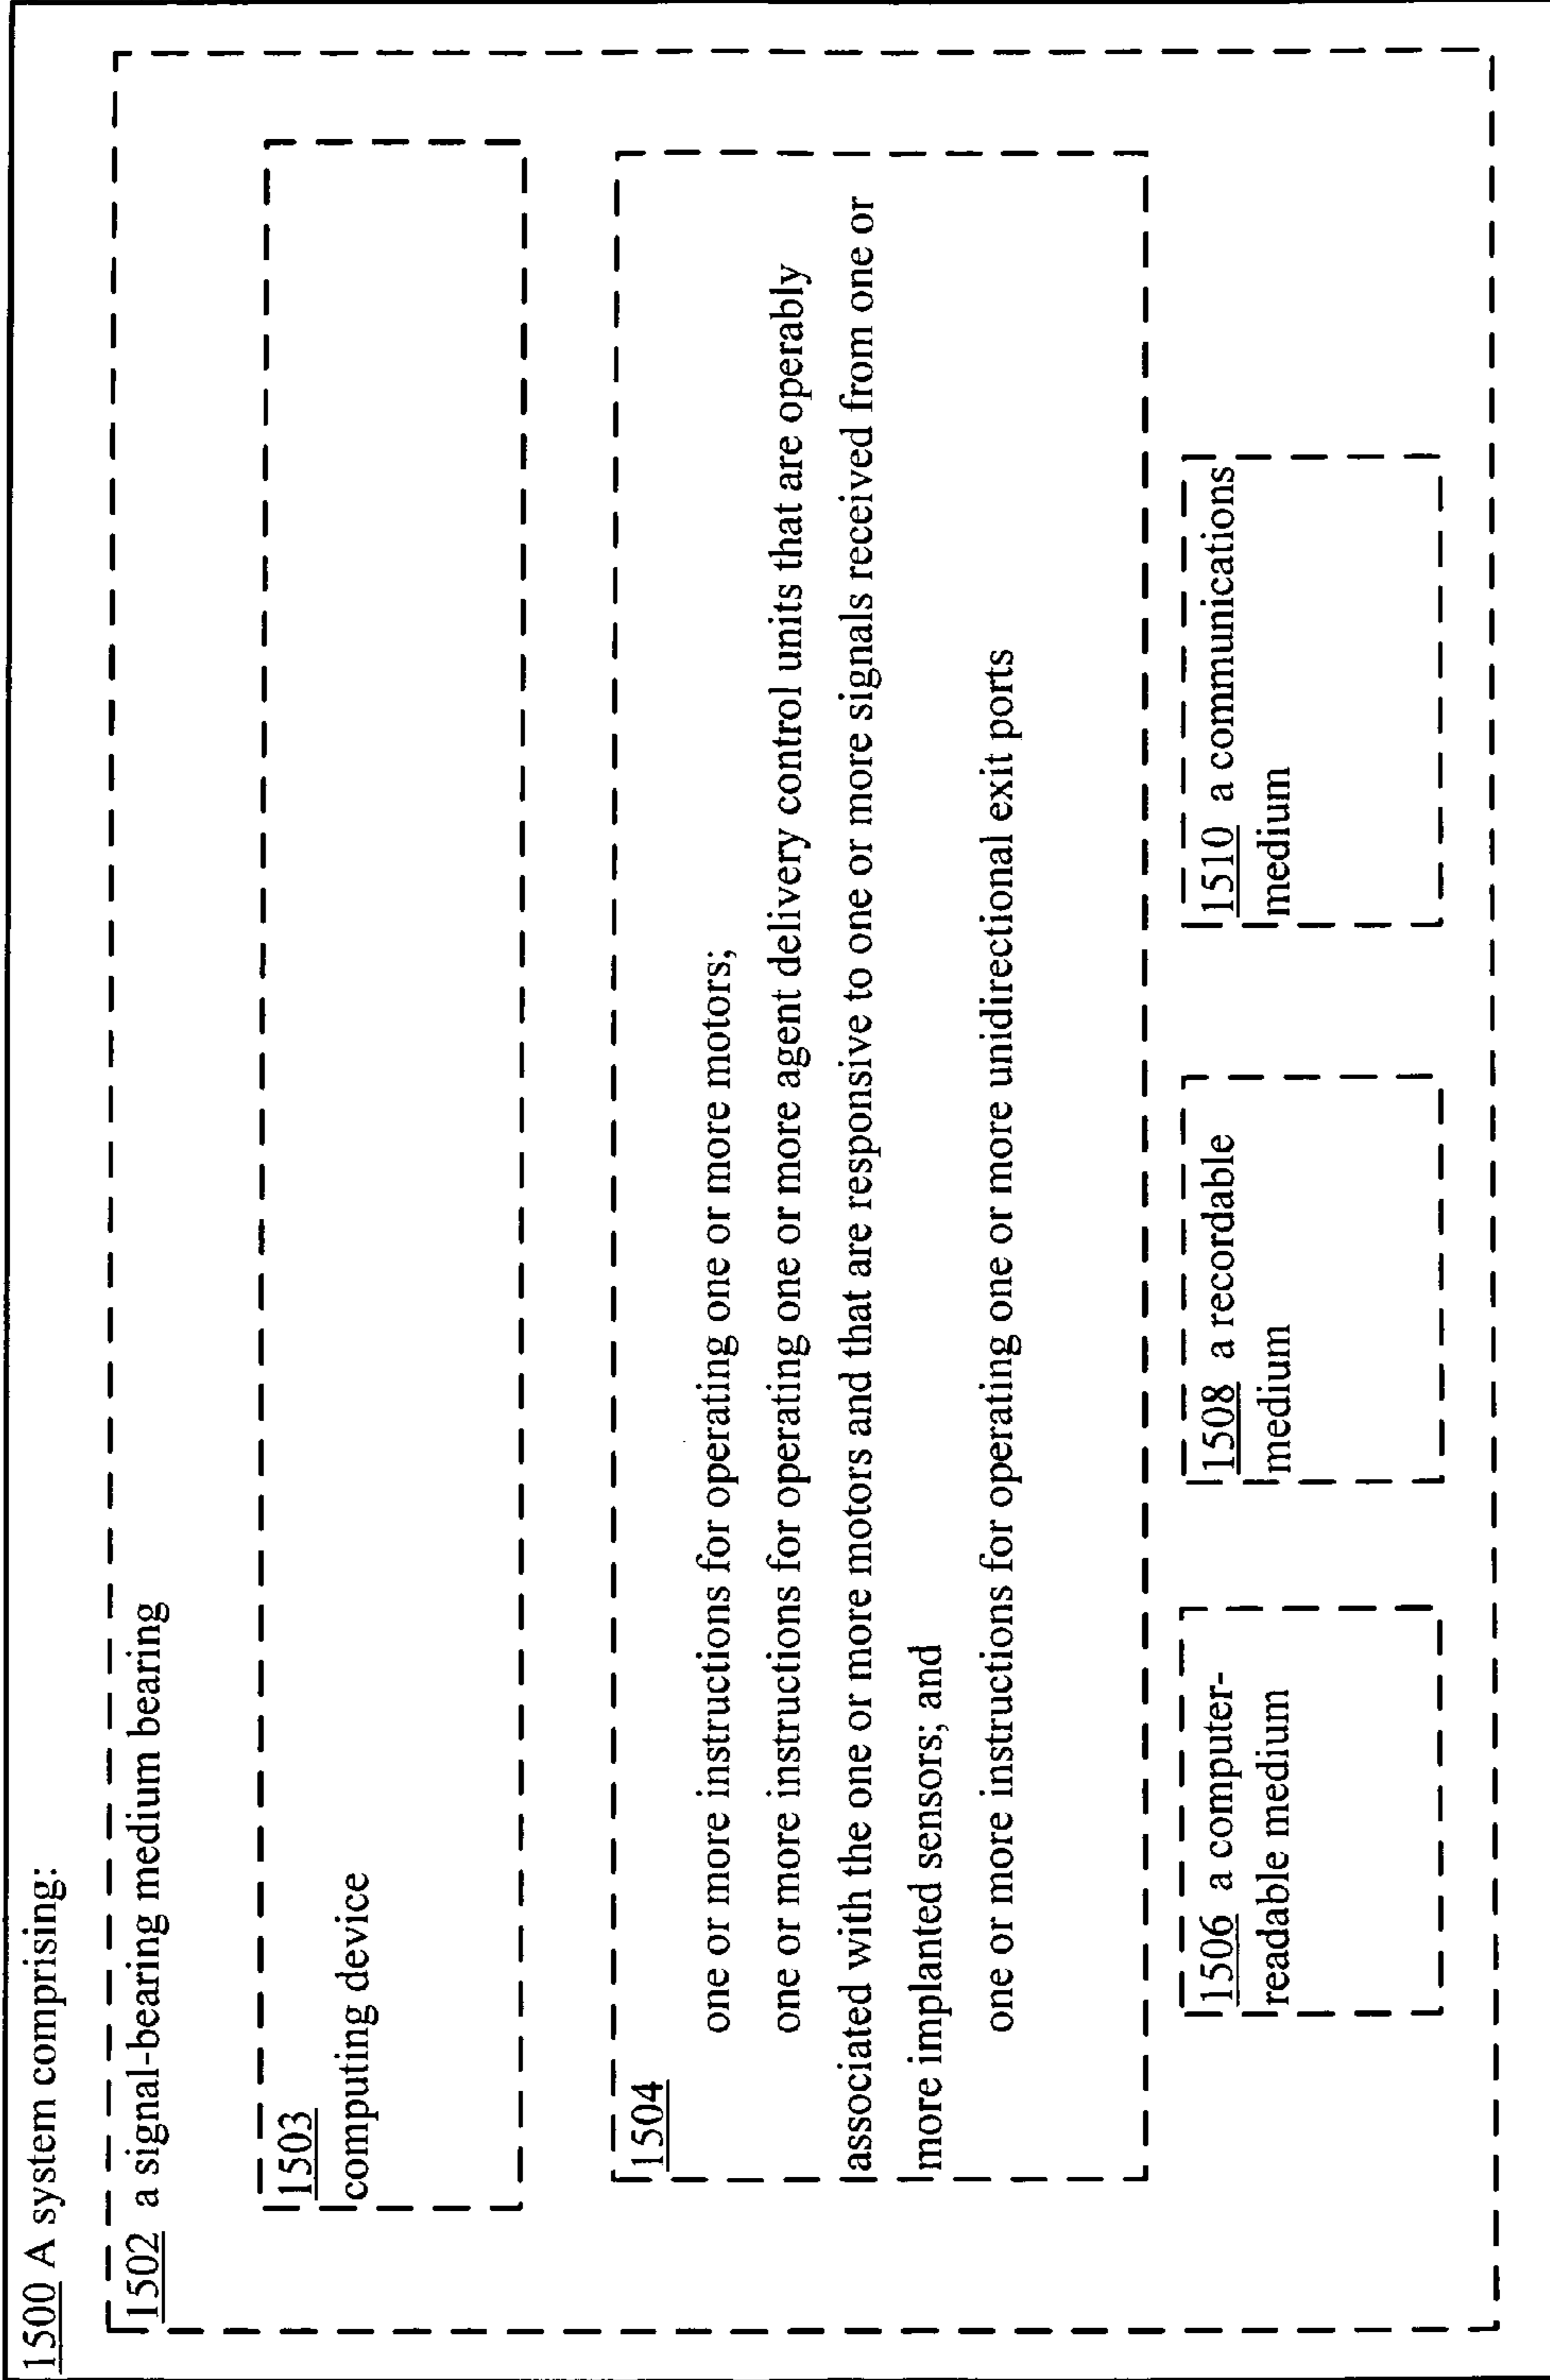 1500 A system comprising:
1502 a signal-bearing medium bearing
1503
computing device
1504
one or more instructions for operating one or more motors;
one or more instructions for operating one or more agent delivery control units that are operably
associated with the one or more motors and that are responsive to one or more signals received from one or
more implanted sensors; and
one or more instructions for operating one or more unidirectional exit ports
1506 a computer-
readable medium
1508 a recordable
medium
1510 a communications
medium